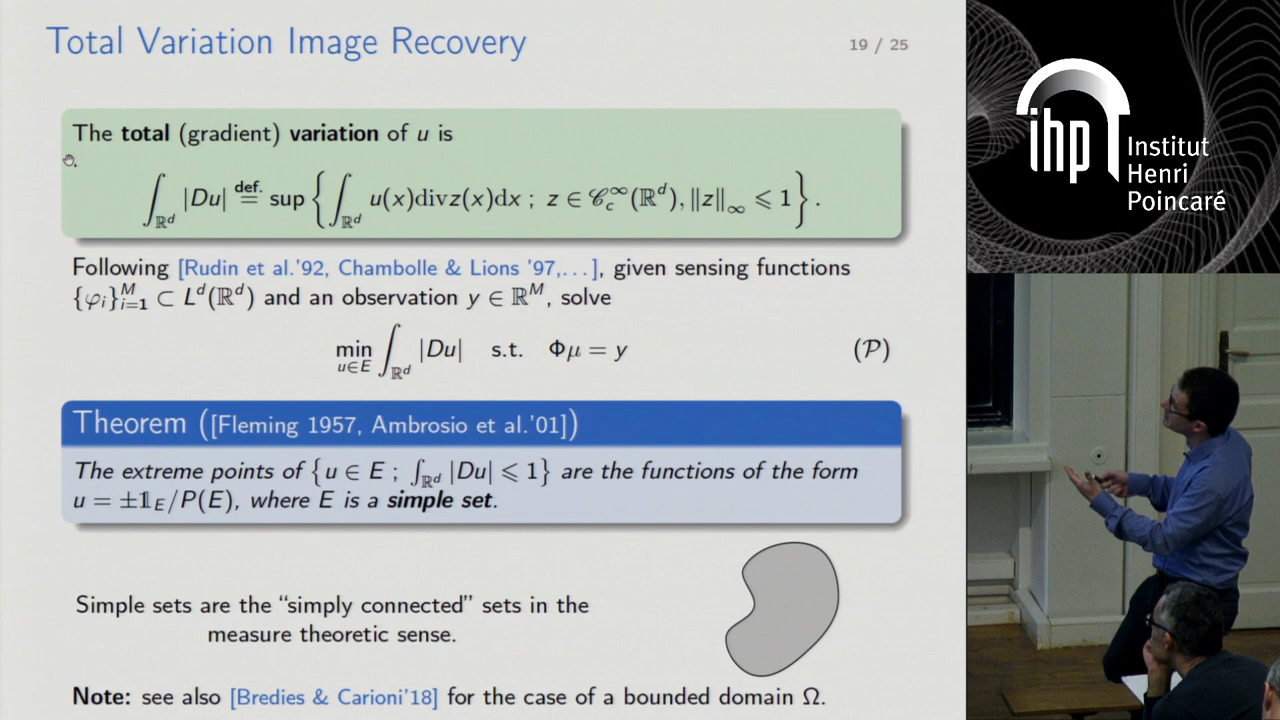 Total Variation Image Recovery
19 / 25
The total (gradient) variation of u is
∫_{ℝ^d} |Du| =^{def.} sup { ∫_{ℝ^d} u(x)divz(x)dx ; z ∈ 𝒞_c^∞(ℝ^d), ‖z‖_∞ ⩽ 1 } .
Following [Rudin et al.'92, Chambolle & Lions '97,...], given sensing functions
{φ_i}_{i=1}^M ⊂ L^d(ℝ^d) and an observation y ∈ ℝ^M, solve
min_{u∈E} ∫_{ℝ^d} |Du| s.t. Φμ = y (𝒫)
Theorem ([Fleming 1957, Ambrosio et al.'01])
The extreme points of {u ∈ E ; ∫_{ℝ^d} |Du| ⩽ 1} are the functions of the form
u = ±𝟙_E/P(E), where E is a simple set.
Simple sets are the “simply connected” sets in the
measure theoretic sense.
Note: see also [Bredies & Carioni'18] for the case of a bounded domain Ω.
ihp
Institut
Henri
Poincaré